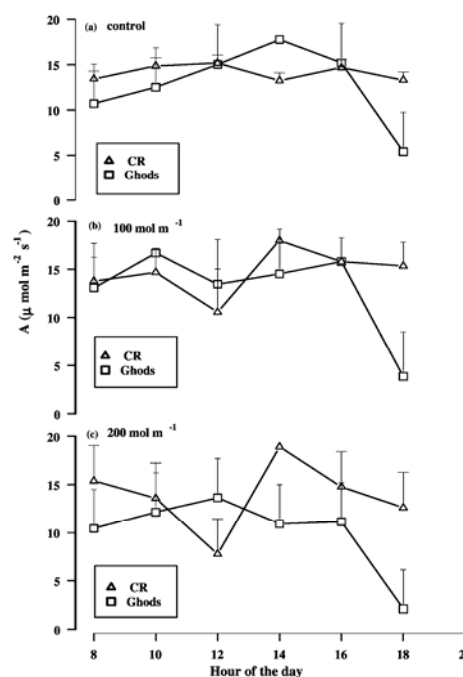 (a) control
20
15
10
5
0
CR
Ghods
(b) 100 mol m -1
20
15
10
5
0
CR
Ghods
A (μ mol m -2 s -1)
(c) 200 mol m -1
20
15
10
5
0
CR
Ghods
8 10 12 14 16 18 2
Hour of the day